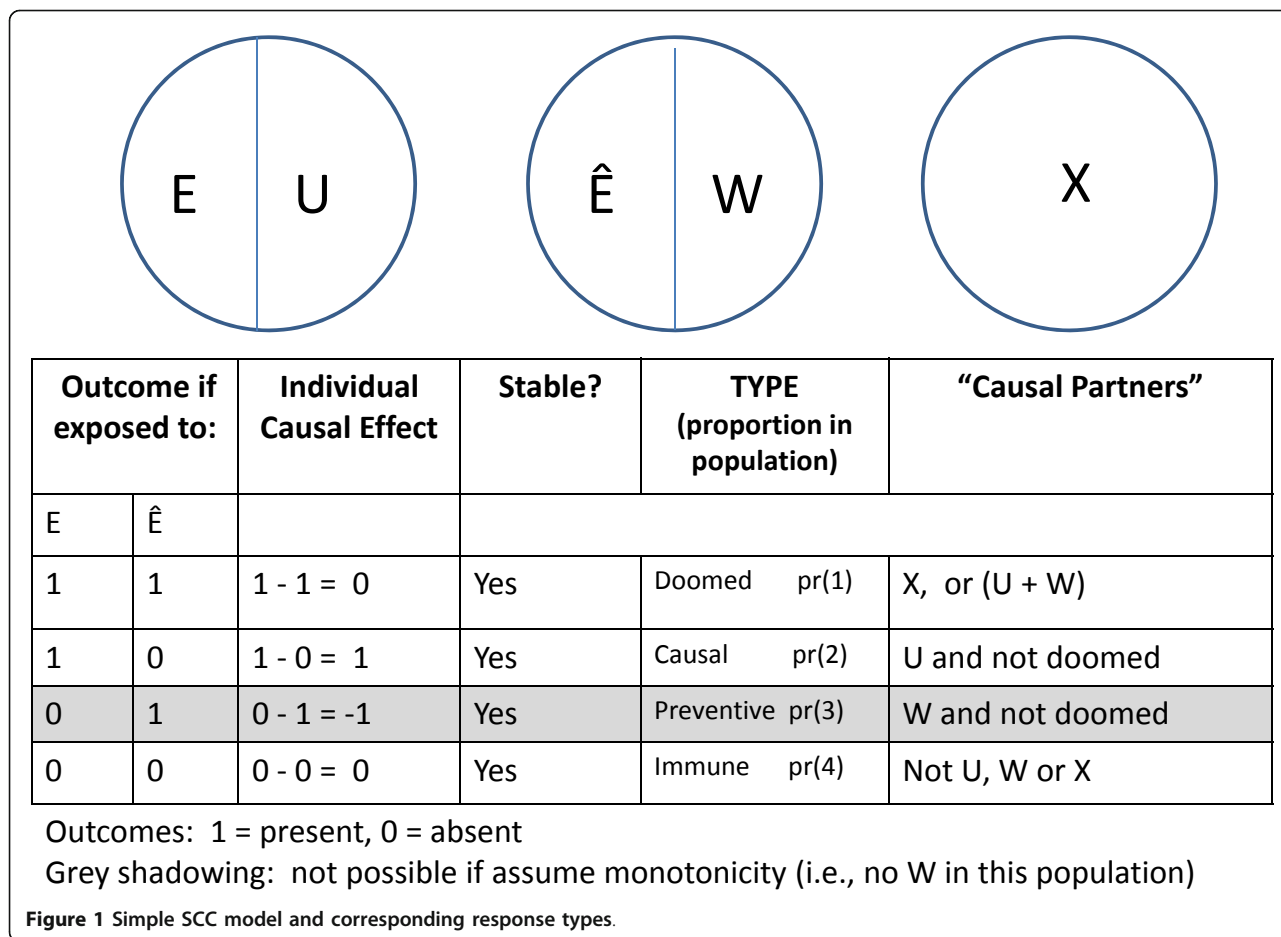 E U Ê W X
Outcome if exposed to: Individual Causal Effect Stable? TYPE (proportion in population) "Causal Partners"
E Ê
1 1 1 - 1 = 0 Yes Doomed pr(1) X, or (U + W)
1 0 1 - 0 = 1 Yes Causal pr(2) U and not doomed
0 1 0 - 1 = -1 Yes Preventive pr(3) W and not doomed
0 0 0 - 0 = 0 Yes Immune pr(4) Not U, W or X
Outcomes: 1 = present, 0 = absent
Grey shadowing: not possible if assume monotonicity (i.e., no W in this population)
Figure 1 Simple SCC model and corresponding response types.